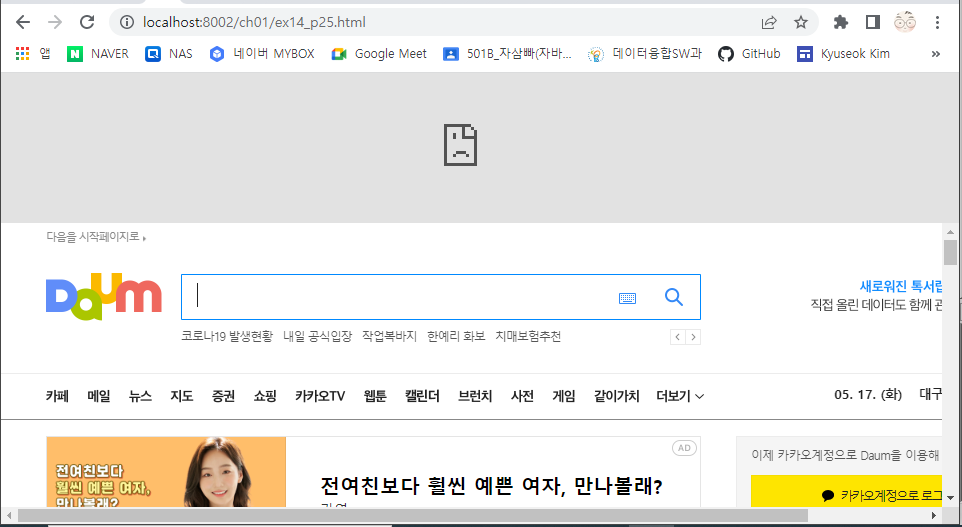 localhost:8002/ch01/ex14_p25.html
앱 NAVER NAS 네이버 MYBOX Google Meet 501B_자삼빠(자바... 데이터융합SW과 GitHub Kyuseok Kim »
다음을 시작페이지로
Daum
새로워진 톡서랍
직접 올린 데이터도 함께 관
코로나19 발생현황 내일 공식입장 작업복바지 한예리 화보 치매보험추천
카페 메일 뉴스 지도 증권 쇼핑 카카오TV 웹툰 캘린더 브런치 사전 게임 같이가치 더보기
05. 17. (화) 대구
AD
전여친보다
훨씬 예쁜 여자,
만나볼래?
전여친보다 훨씬 예쁜 여자, 만나볼래?
이제 카카오계정으로 Daum을 이용해
카카오계정으로 로그